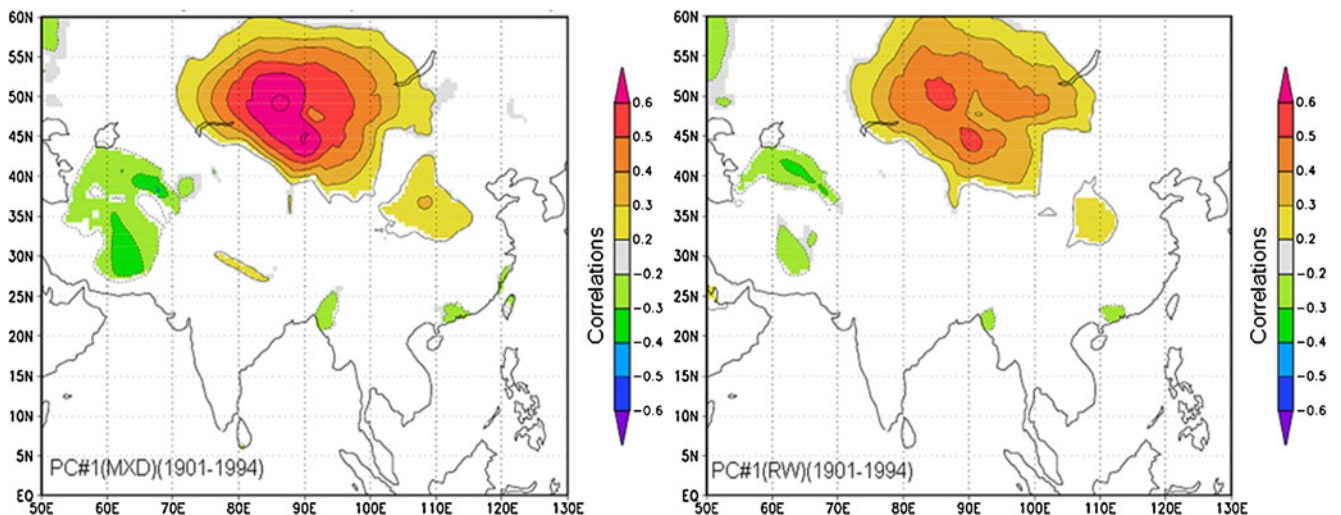 60N
55N
50N
45N
40N
35N
30N
25N
20N
15N
10N
5N
EQ
50E 60E 70E 80E 90E 100E 110E 120E 130E
PC#1(MXD)(1901-1994)
Correlations
0.6
0.5
0.4
0.3
0.2
-0.2
-0.3
-0.4
-0.5
-0.6
60N
55N
50N
45N
40N
35N
30N
25N
20N
15N
10N
5N
EQ
50E 60E 70E 80E 90E 100E 110E 120E 130E
PC#1(RW)(1901-1994)
Correlations
0.6
0.5
0.4
0.3
0.2
-0.2
-0.3
-0.4
-0.5
-0.6